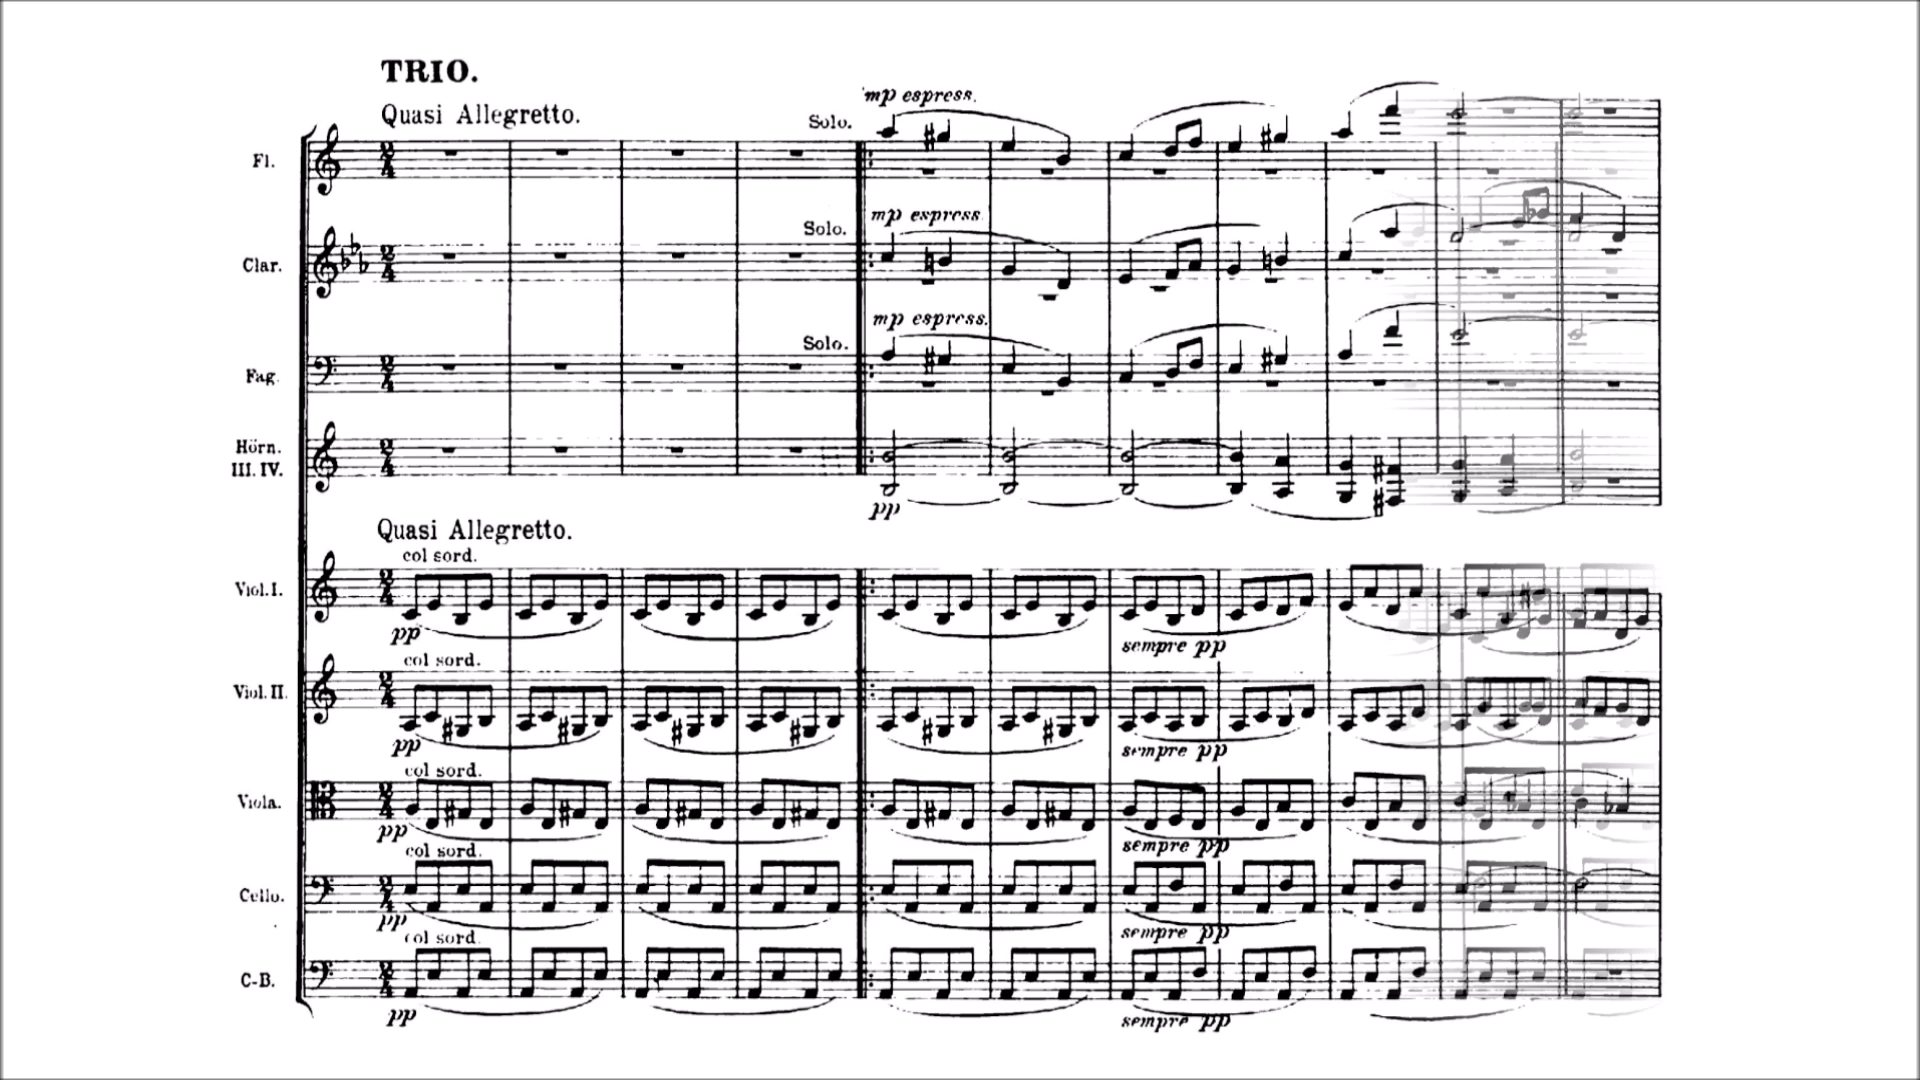 TRIO.
Quasi Allegretto.
mp espress.
Solo.
Fl.
mp espress.
Solo.
Clar.
mp espress.
Solo.
Fag.
Hörn.
III. IV.
pp
Quasi Allegretto.
col sord.
Viol. I.
pp
sempre pp
col sord.
Viol. II.
pp
sempre pp
col sord.
Viola.
pp
sempre pp
col sord.
Cello.
pp
sempre pp
col sord.
C-B.
pp
sempre pp